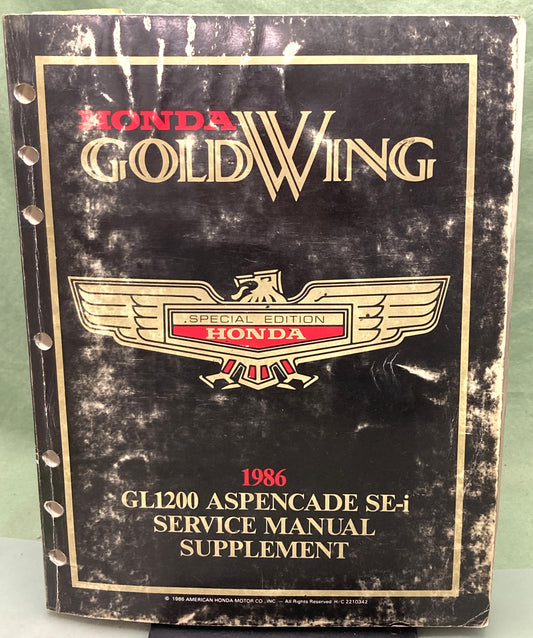 HONDA
GOLDWING
SPECIAL EDITION
HONDA
1986
GL1200 ASPENCADE SE-i
SERVICE MANUAL
SUPPLEMENT
© 1986 AMERICAN HONDA MOTOR CO., INC. — All Rights Reserved H/C 2210342